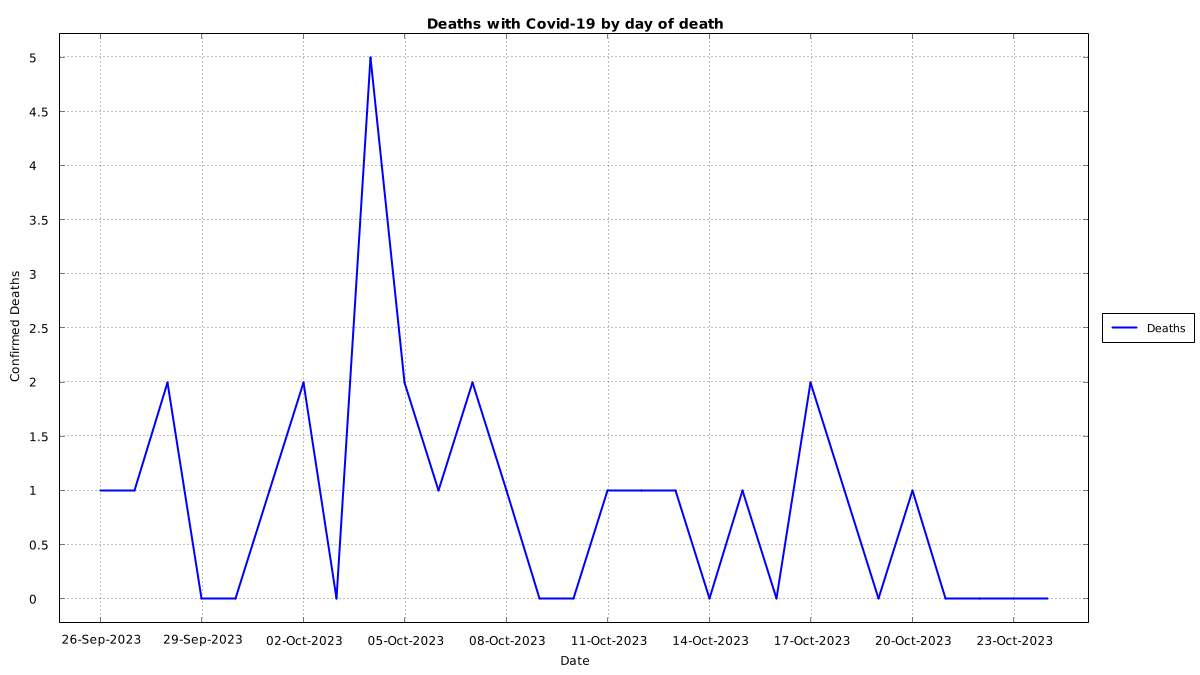 Deaths with Covid-19 by day of death
5
4.5
4
3.5
3
2.5
2
1.5
1
0.5
0
Confirmed Deaths
26-Sep-2023 29-Sep-2023 02-Oct-2023 05-Oct-2023 08-Oct-2023 11-Oct-2023 14-Oct-2023 17-Oct-2023 20-Oct-2023 23-Oct-2023
Date
Deaths